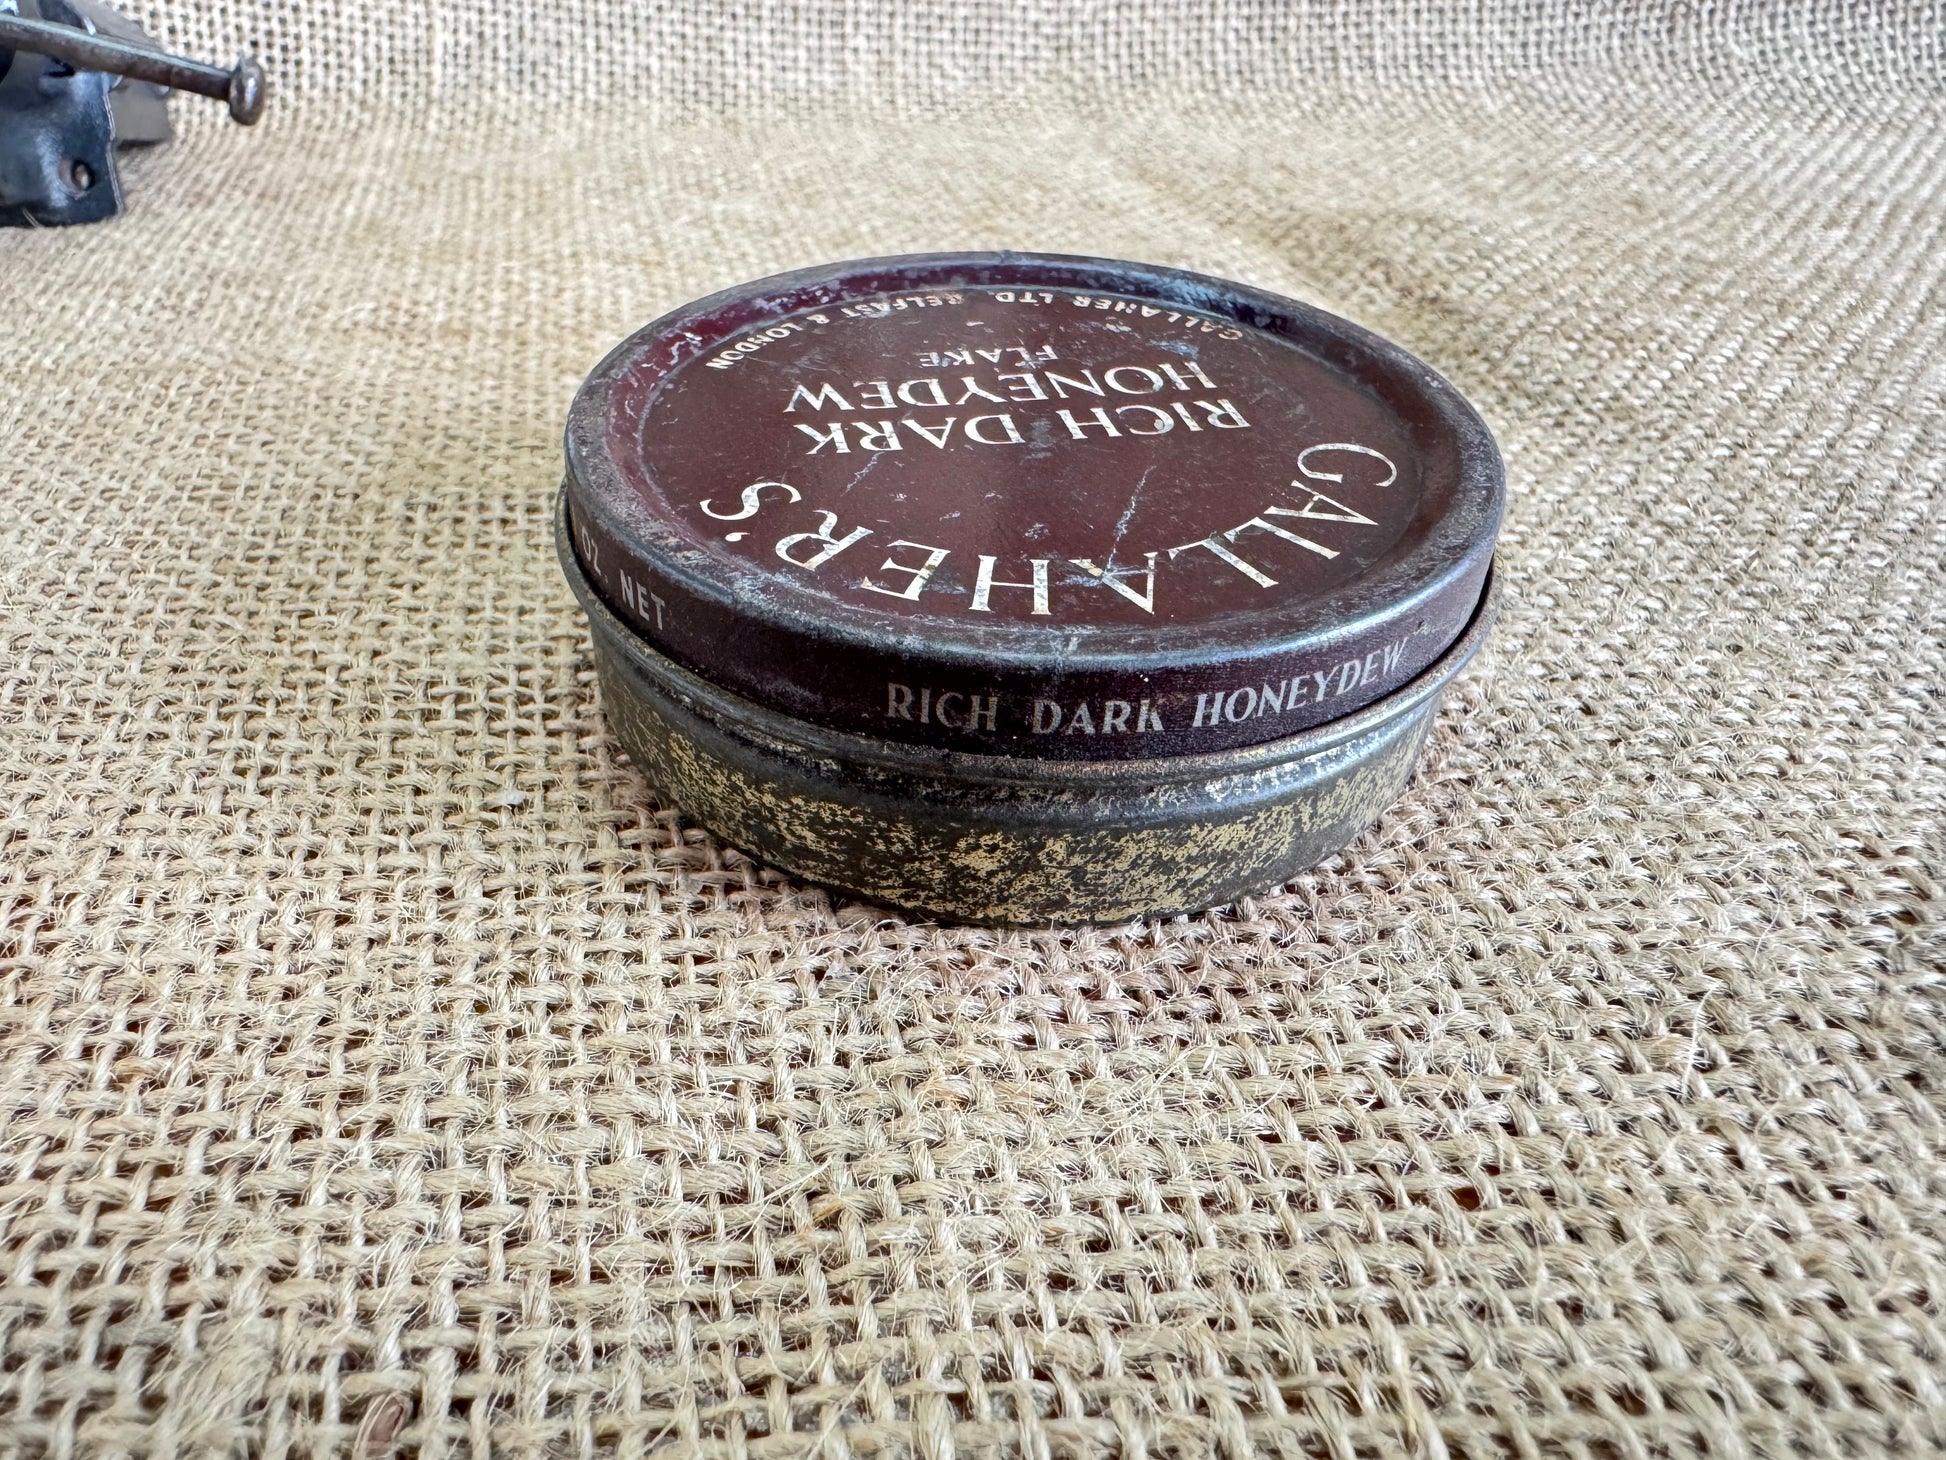 GALLAHER'S
RICH DARK
HONEYDEW
FLAKE
GALLAHER LTD. BELFAST & LONDON
OZ. NET
RICH DARK HONEYDEW